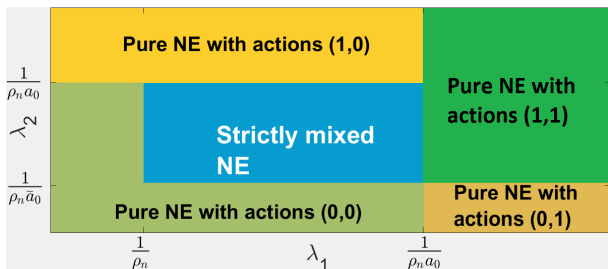 Pure NE with actions (1,0)
1/(ρₙa₀)
λ₂
Pure NE with
actions (1,1)
Strictly mixed
NE
1/(ρₙā₀)
Pure NE with actions (0,0)
Pure NE with
actions (0,1)
1/ρₙ
λ₁
1/(ρₙa₀)